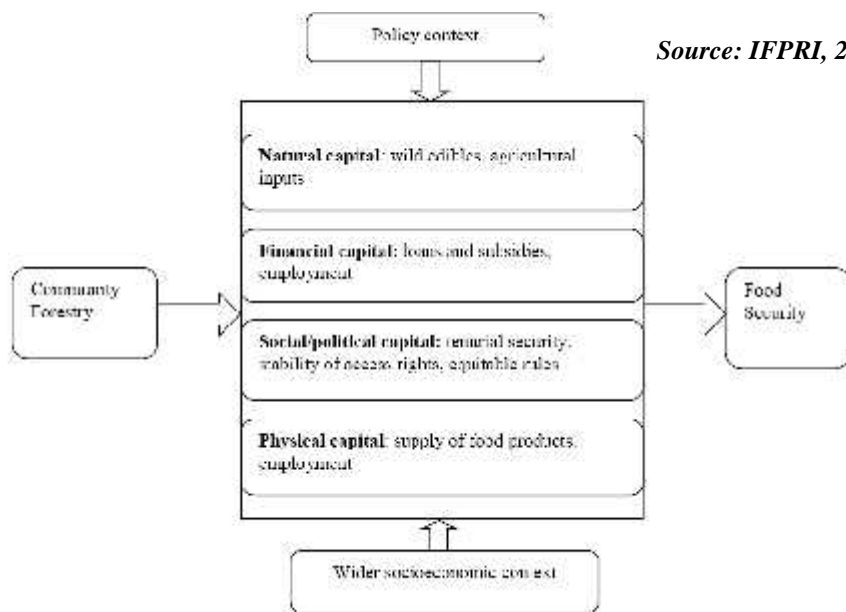 Policy context
Source: IFPRI, 2
Natural capital: wild edibles, agricultural
inputs
Financial capital: loans and subsidies,
employment
Community
Forestry
Food
Security
Social/political capital: tenurial security,
stability of access rights, equitable rules
Physical capital: supply of food products,
employment
Wider socioeconomic context